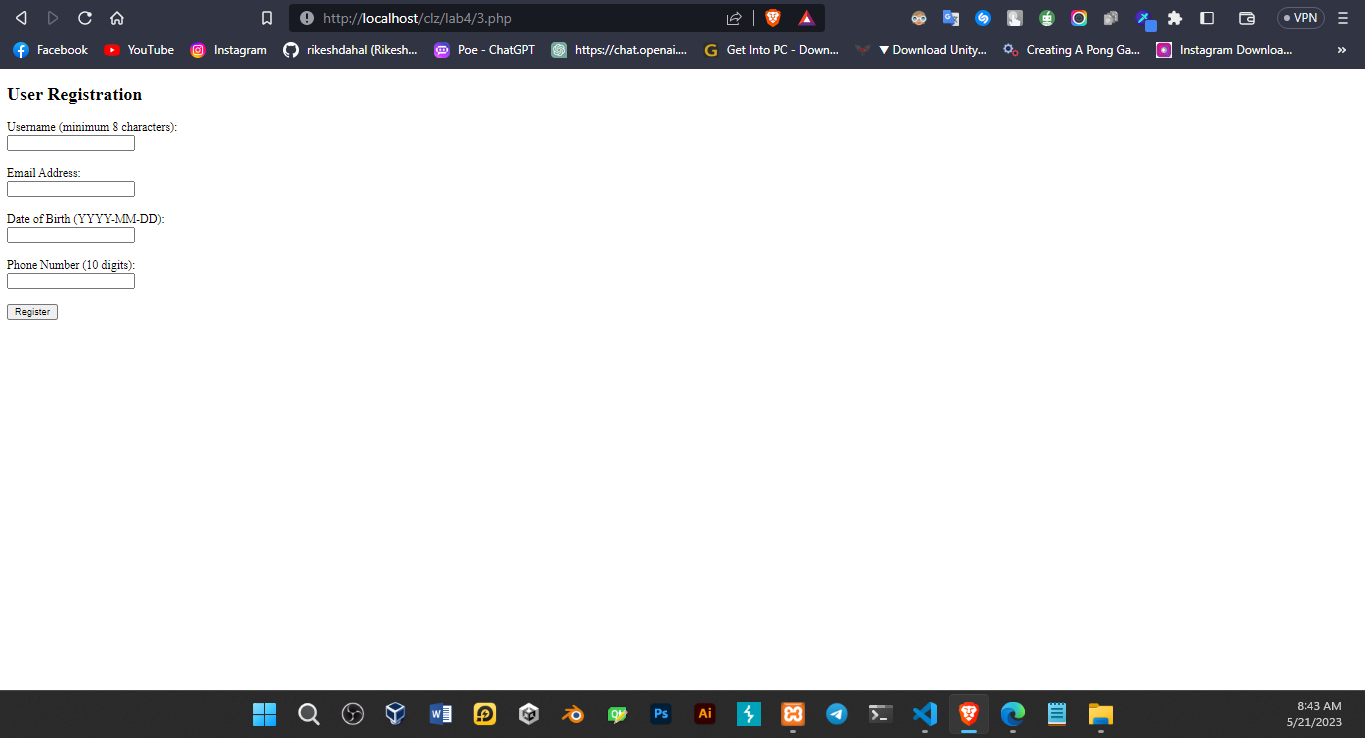 http://localhost/clz/lab4/3.php
VPN
Facebook
YouTube
Instagram
rikeshdahal (Rikesh...
Poe - ChatGPT
https://chat.openai....
Get Into PC - Down...
▼ Download Unity...
Creating A Pong Ga...
Instagram Downloa...
»
User Registration
Username (minimum 8 characters):
Email Address:
Date of Birth (YYYY-MM-DD):
Phone Number (10 digits):
Register
Ps
Ai
8:43 AM
5/21/2023